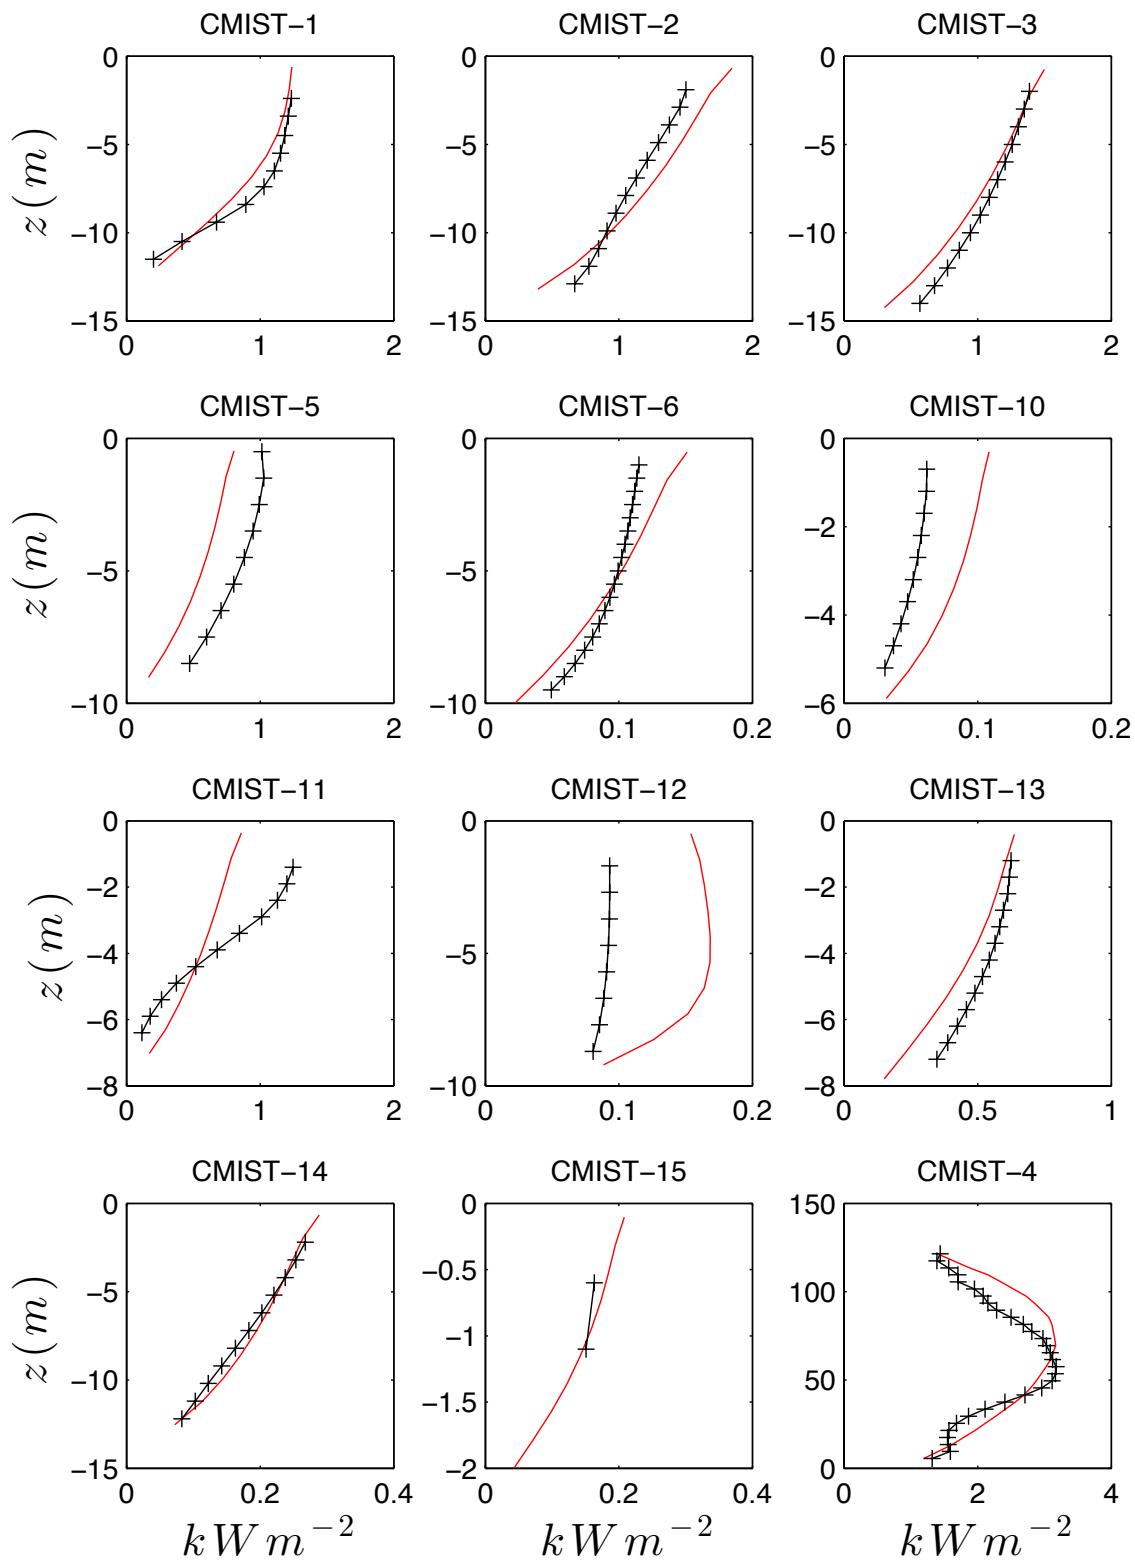 CMIST−1 CMIST−2 CMIST−3
0 0 0
−5 −5 −5
z(m)
−10 −10 −10
−15 −15 −15
0 1 2 0 1 2 0 1 2
CMIST−5 CMIST−6 CMIST−10
0 0 0
−2
z(m)
−5 −5
−4
−10 −10 −6
0 1 2 0 0.1 0.2 0 0.1 0.2
CMIST−11 CMIST−12 CMIST−13
0 0 0
−2 −2
z(m)
−4 −5 −4
−6 −6
−8 −10 −8
0 1 2 0 0.1 0.2 0 0.5 1
CMIST−14 CMIST−15 CMIST−4
0 0 150
−0.5
−5 100
z(m)
−1
−10 50
−1.5
−15 −2 0
0 0.2 0.4 0 0.2 0.4 0 2 4
kWm⁻² kWm⁻² kWm⁻²